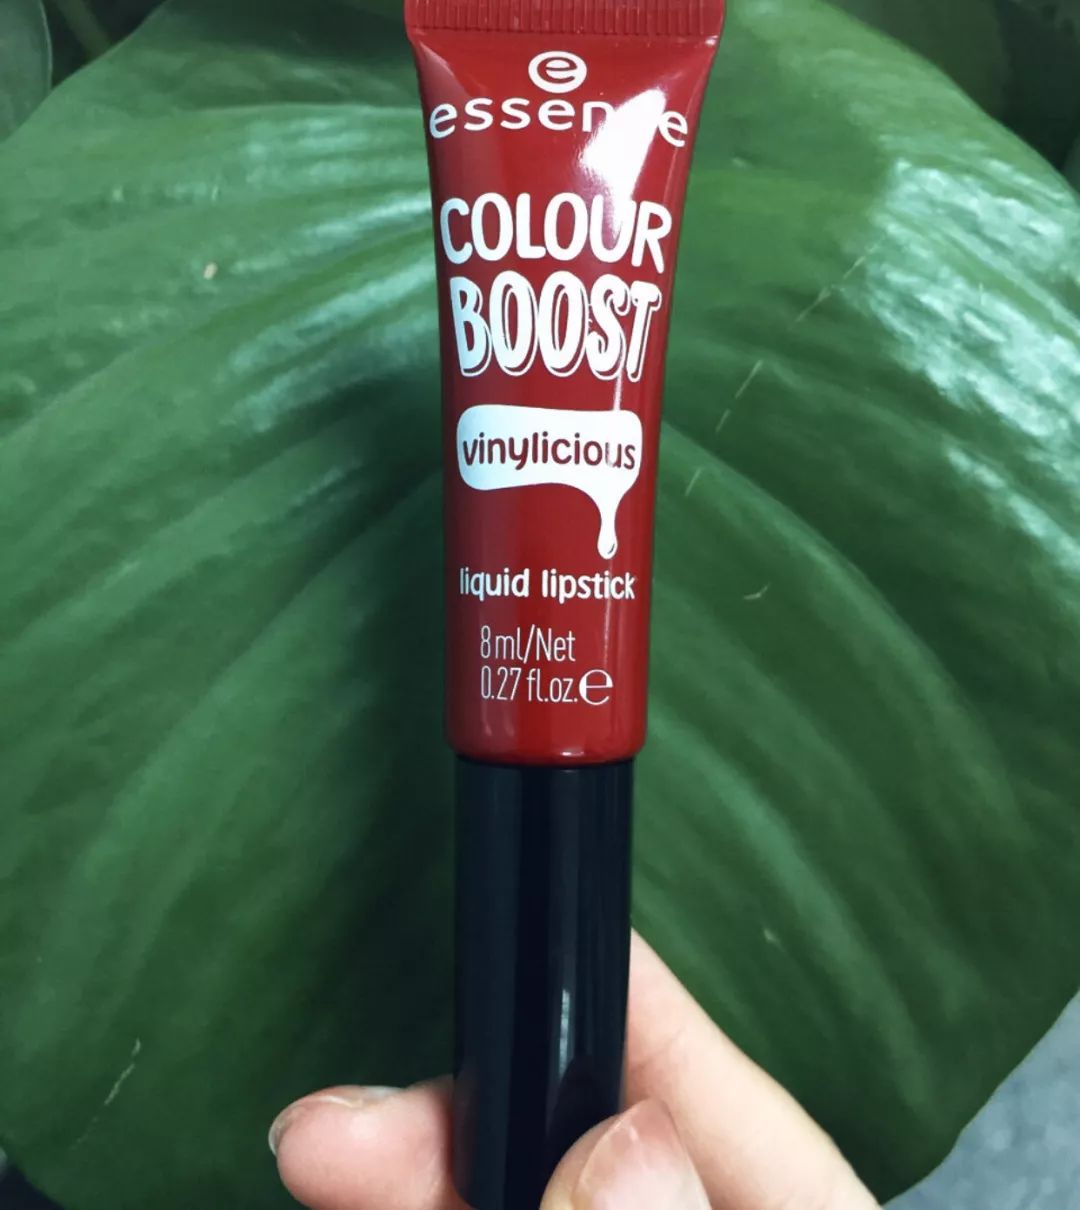 e
essence
COLOUR
BOOST
vinylicious
liquid lipstick
8ml/Net
0.27 fl.oz.℮